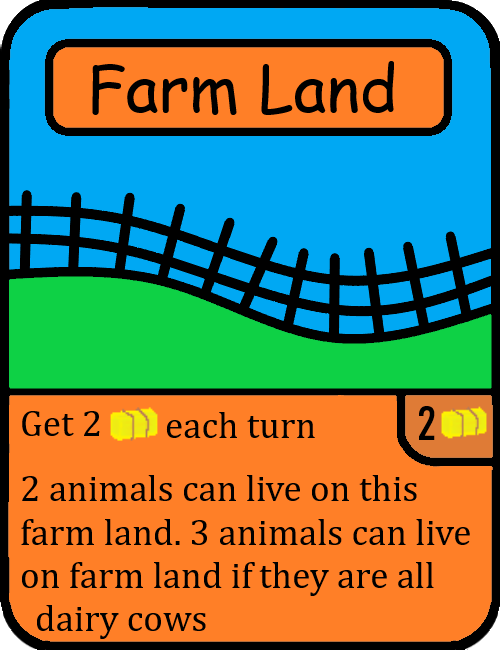 Farm Land
Get 2 each turn
2
2 animals can live on this
farm land. 3 animals can live
on farm land if they are all
dairy cows